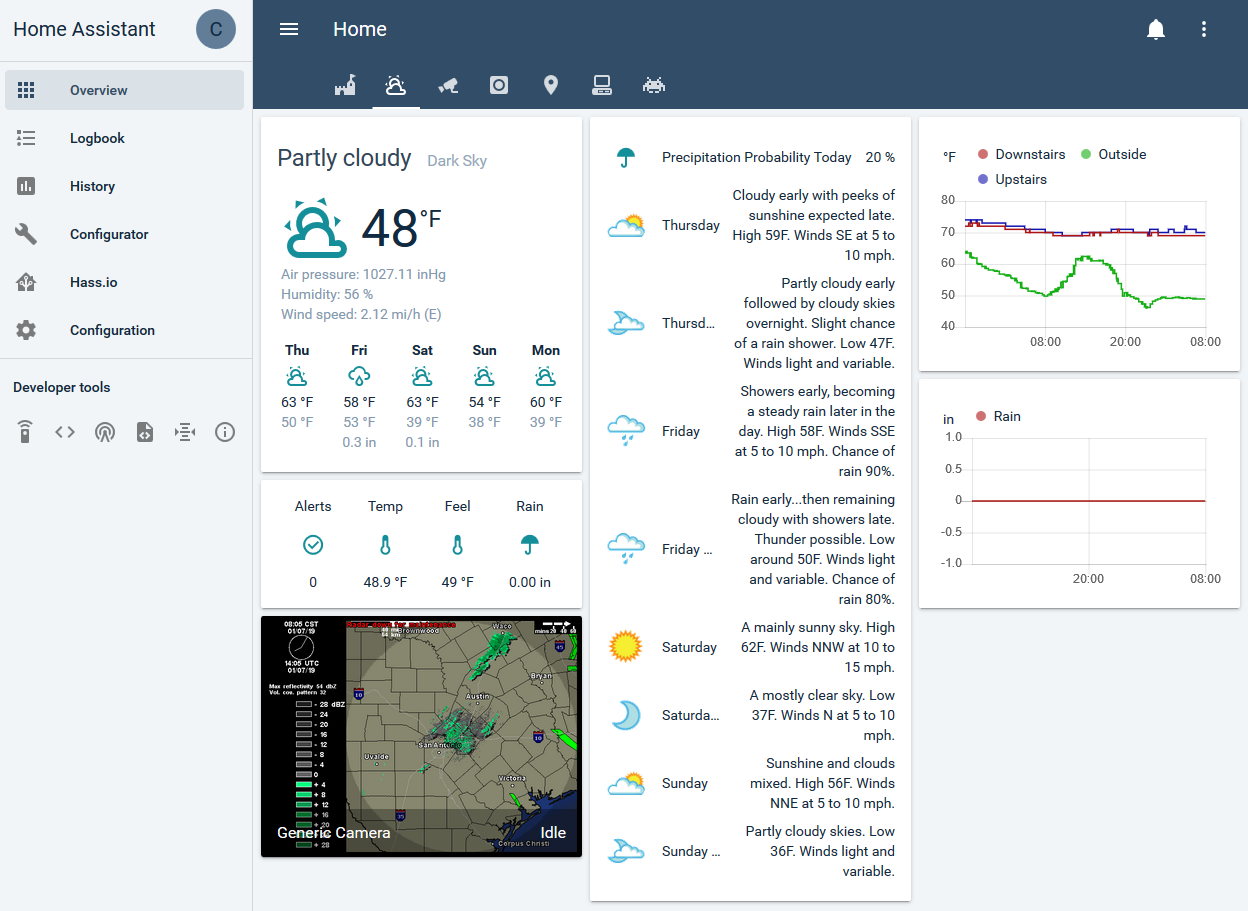 Home Assistant
C
Overview
Logbook
History
Configurator
Hass.io
Configuration
Developer tools
Home
Partly cloudy Dark Sky
48°F
Air pressure: 1027.11 inHg
Humidity: 56 %
Wind speed: 2.12 mi/h (E)
Thu Fri Sat Sun Mon
63 °F 58 °F 63 °F 54 °F 60 °F
50 °F 53 °F 39 °F 38 °F 39 °F
0.3 in 0.1 in
Alerts Temp Feel Rain
0 48.9 °F 49 °F 0.00 in
08:05 CST
01/07/19
14:05 UTC
01/07/19
Max reflectivity 54 dbZ
Vol. cov. pattern 32
- 28 dBZ
- 24
- 20
- 16
- 12
- 8
- 4
0
+ 4
+ 8
+ 12
+ 16
+ 20
+ 28
Radar down for maintenance
Brownwood
Waco
mins 20 40 60
45
Bryan
10
Austin
10
San Antonio
Uvalde
Victoria
35
Corpus Christi
Generic Camera Idle
Precipitation Probability Today 20 %
Thursday
Cloudy early with peeks of
sunshine expected late.
High 59F. Winds SE at 5 to
10 mph.
Thursd...
Partly cloudy early
followed by cloudy skies
overnight. Slight chance
of a rain shower. Low 47F.
Winds light and variable.
Friday
Showers early, becoming
a steady rain later in the
day. High 58F. Winds SSE
at 5 to 10 mph. Chance of
rain 90%.
Friday ...
Rain early...then remaining
cloudy with showers late.
Thunder possible. Low
around 50F. Winds light
and variable. Chance of
rain 80%.
Saturday
A mainly sunny sky. High
62F. Winds NNW at 10 to
15 mph.
Saturda...
A mostly clear sky. Low
37F. Winds N at 5 to 10
mph.
Sunday
Sunshine and clouds
mixed. High 56F. Winds
NNE at 5 to 10 mph.
Sunday ...
Partly cloudy skies. Low
36F. Winds light and
variable.
°F Downstairs Outside
Upstairs
80
70
60
50
40
08:00 20:00 08:00
in Rain
1.0
0.5
0
-0.5
-1.0
20:00 08:00